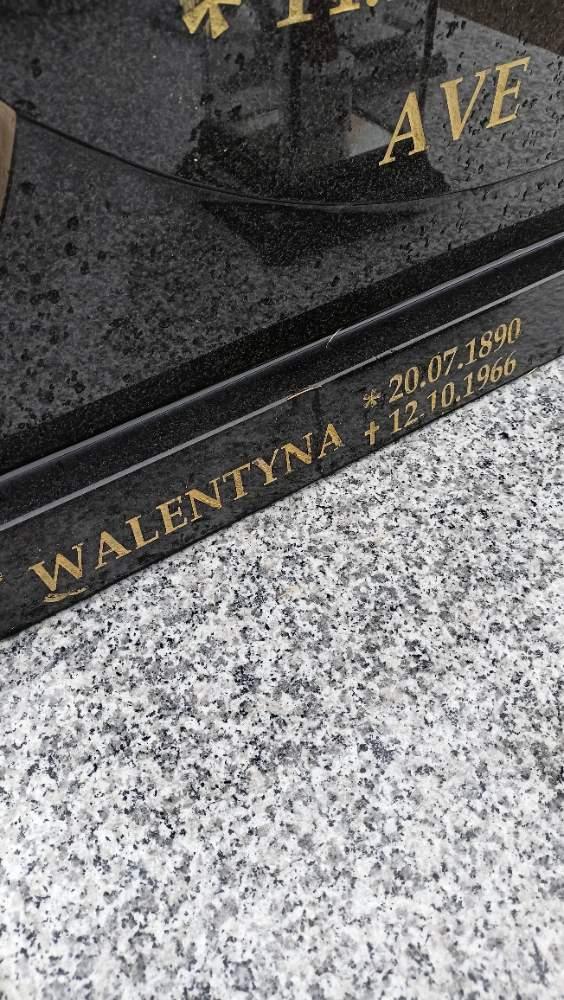 AVE
WALENTYNA
* 20.07.1890
† 12.10.1966